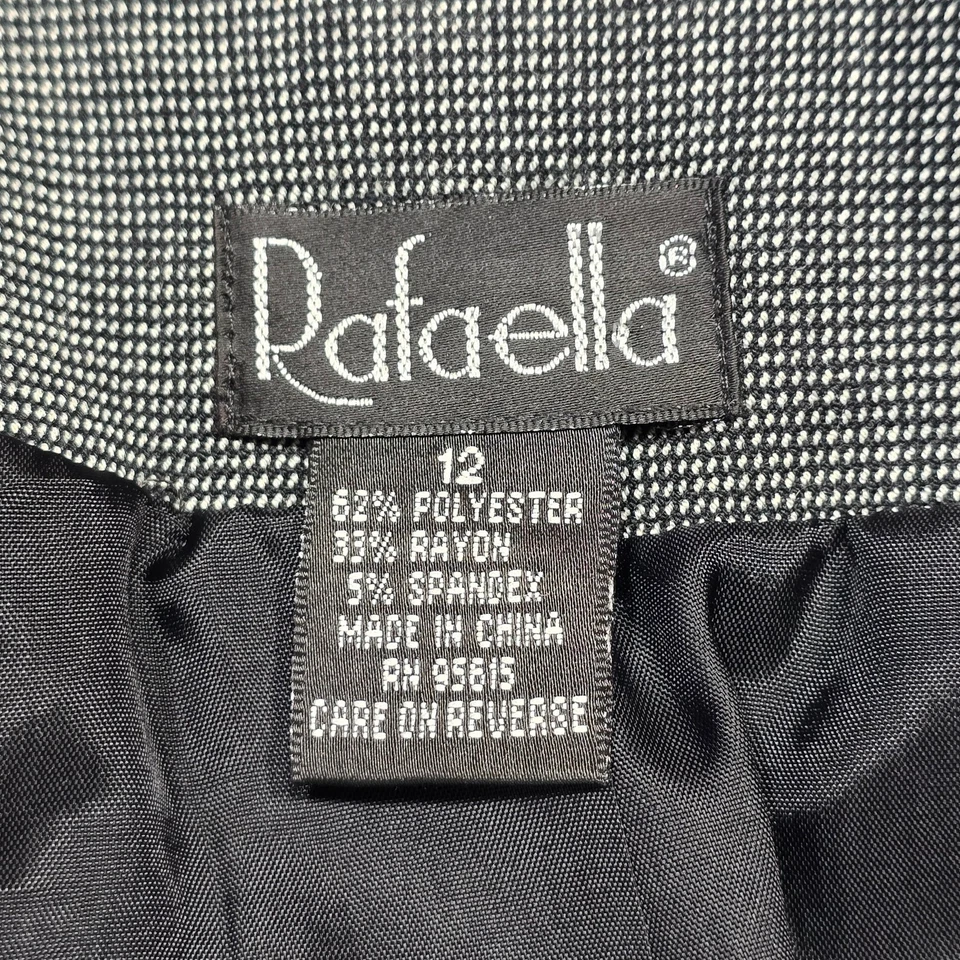 Rafaella®
12
62% POLYESTER
33% RAYON
5% SPANDEX
MADE IN CHINA
RN 95615
CARE ON REVERSE